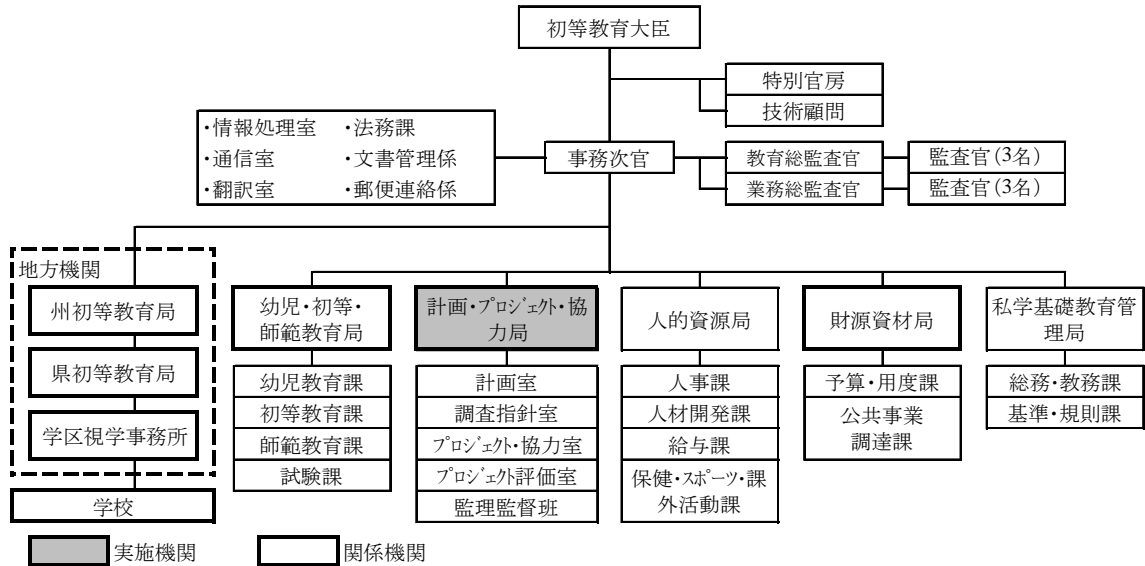 初等教育大臣
特別官房
技術顧問
・情報処理室 ・法務課
・通信室 ・文書管理係
・翻訳室 ・郵便連絡係
事務次官
教育総監査官
監査官(3名)
業務総監査官
監査官(3名)
地方機関
州初等教育局
県初等教育局
学区視学事務所
学校
幼児・初等・
師範教育局
幼児教育課
初等教育課
師範教育課
試験課
計画・プロジェクト・協
力局
計画室
調査指針室
プロジェクト・協力室
プロジェクト評価室
監理監督班
人的資源局
人事課
人材開発課
給与課
保健・スポーツ・課
外活動課
財源資材局
予算・用度課
公共事業
調達課
私学基礎教育管
理局
総務・教務課
基準・規則課
実施機関
関係機関